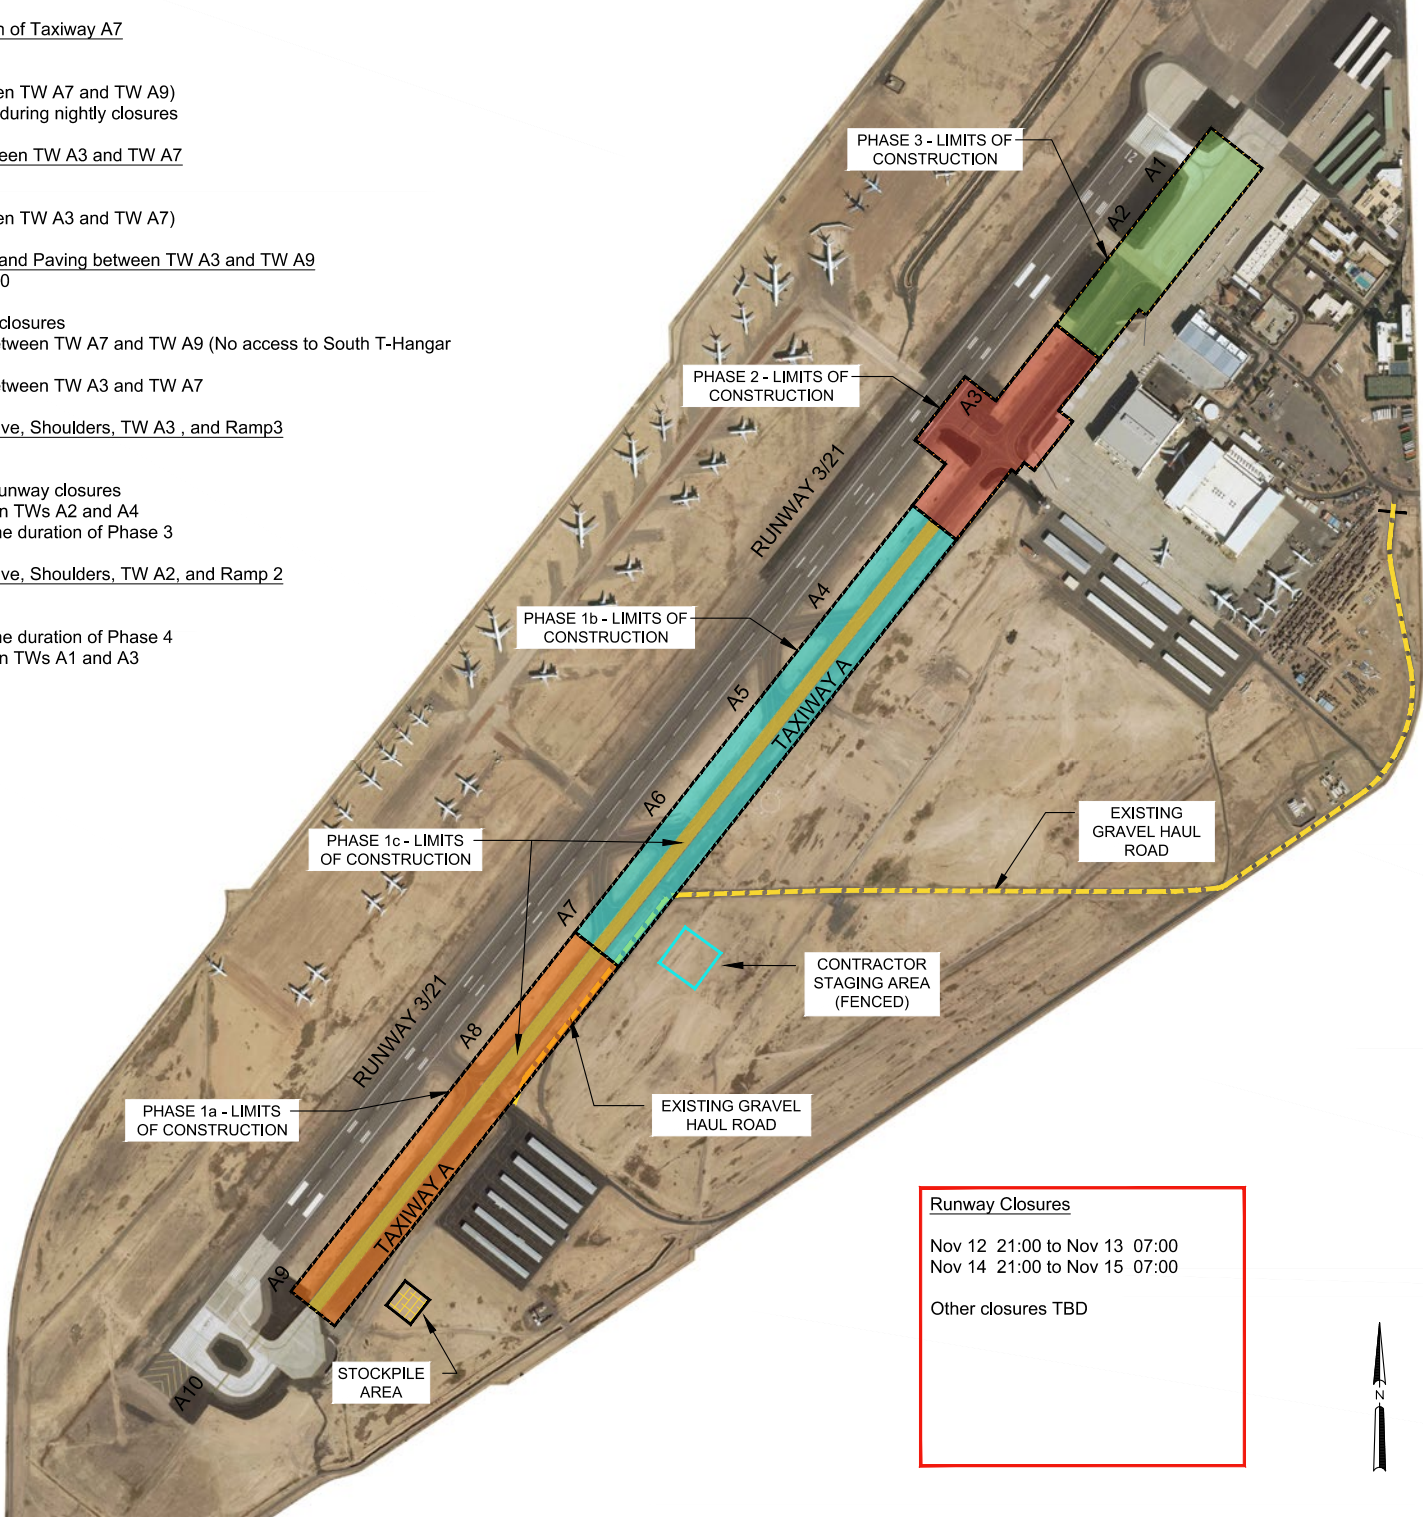 n of Taxiway A7
en TW A7 and TW A9)
during nightly closures
een TW A3 and TW A7
en TW A3 and TW A7)
and Paving between TW A3 and TW A9
0
closures
etween TW A7 and TW A9 (No access to South T-Hangar
etween TW A3 and TW A7
ve, Shoulders, TW A3 , and Ramp3
unway closures
n TWs A2 and A4
ne duration of Phase 3
ve, Shoulders, TW A2, and Ramp 2
ne duration of Phase 4
n TWs A1 and A3
PHASE 3 - LIMITS OF
CONSTRUCTION
A1
A2
21
PHASE 2 - LIMITS OF
CONSTRUCTION
A3
RUNWAY 3/21
A4
PHASE 1b - LIMITS OF
CONSTRUCTION
A5
TAXIWAY A
A6
PHASE 1c - LIMITS
OF CONSTRUCTION
EXISTING
GRAVEL HAUL
ROAD
A7
CONTRACTOR
STAGING AREA
(FENCED)
RUNWAY 3/21
A8
PHASE 1a - LIMITS
OF CONSTRUCTION
EXISTING GRAVEL
HAUL ROAD
TAXIWAY A
A9
STOCKPILE
AREA
A10
Runway Closures
Nov 12 21:00 to Nov 13 07:00
Nov 14 21:00 to Nov 15 07:00
Other closures TBD
N